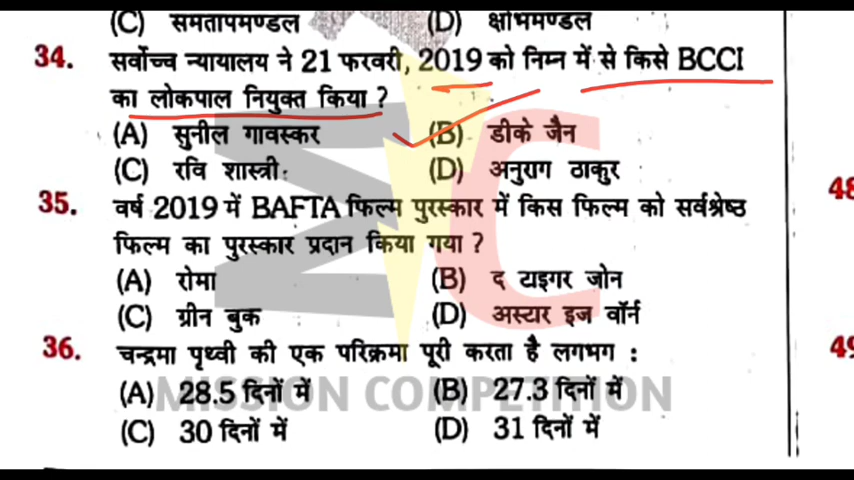 (C) समतापमण्डल (D) क्षोभमण्डल
34. सर्वोच्च न्यायालय ने 21 फरवरी, 2019 को निम्न में से किसे BCCI
का लोकपाल नियुक्त किया ?
(A) सुनील गावस्कर (B) डीके जैन
(C) रवि शास्त्री (D) अनुराग ठाकुर
35. वर्ष 2019 में BAFTA फिल्म पुरस्कार में किस फिल्म को सर्वश्रेष्ठ
फिल्म का पुरस्कार प्रदान किया गया ?
(A) रोमा (B) द टाइगर जोन
(C) ग्रीन बुक (D) अस्टार इज वॉर्न
36. चन्द्रमा पृथ्वी की एक परिक्रमा पूरी करता है लगभग :
(A) 28.5 दिनों में (B) 27.3 दिनों में
MISSION COMPETITION
(C) 30 दिनों में (D) 31 दिनों में
48
49